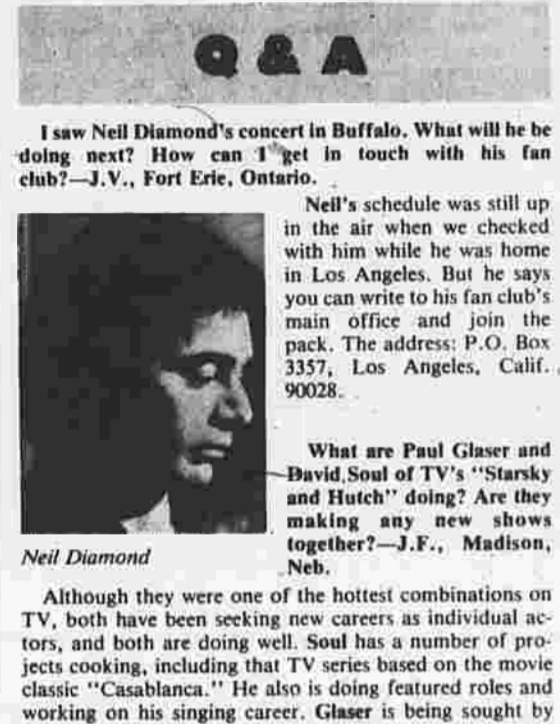 Q & A
I saw Neil Diamond's concert in Buffalo. What will he be
doing next? How can I get in touch with his fan
club?—J.V., Fort Erie, Ontario.
Neil's schedule was still up
in the air when we checked
with him while he was home
in Los Angeles. But he says
you can write to his fan club's
main office and join the
pack. The address: P.O. Box
3357, Los Angeles, Calif.
90028.
What are Paul Glaser and
David Soul of TV's "Starsky
and Hutch" doing? Are they
making any new shows
together?—J.F., Madison,
Neb.
Neil Diamond
Although they were one of the hottest combinations on
TV, both have been seeking new careers as individual ac-
tors, and both are doing well. Soul has a number of pro-
jects cooking, including that TV series based on the movie
classic "Casablanca." He also is doing featured roles and
working on his singing career. Glaser is being sought by